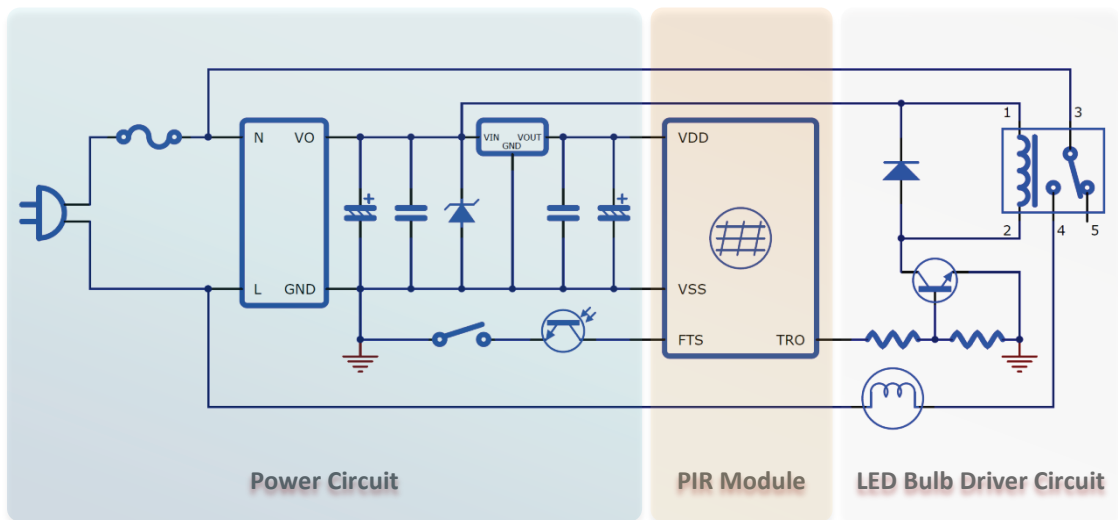 1
3
N
VO
VIN
VOUT
GND
VDD
2
4
5
L
GND
VSS
FTS
TRO
Power Circuit
PIR Module
LED Bulb Driver Circuit